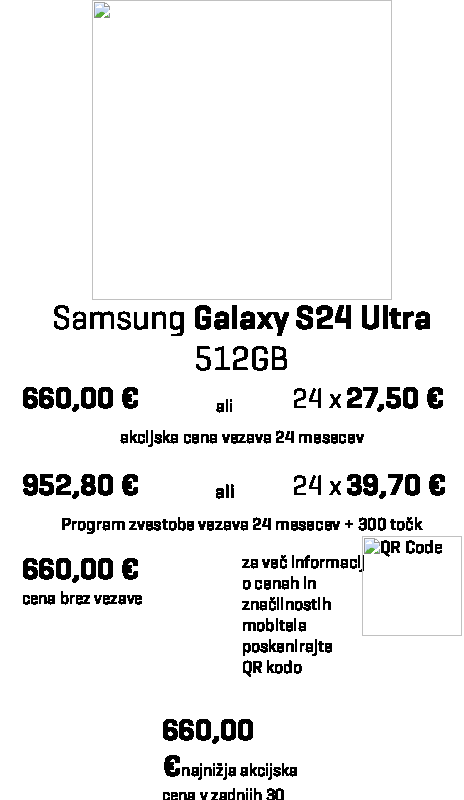 Samsung Galaxy S24 Ultra
512GB
660,00 € ali 24 x 27,50 €
akcijska cena vezava 24 mesecev
952,80 € ali 24 x 39,70 €
Program zvestobe vezava 24 mesecev + 300 točk
660,00 €
cena brez vezave
za več informacij
o cenah in
značilnostih
mobitela
poskenirajte
QR kodo
QR Code
660,00
€najnižja akcijska
cena v zadnjih 30